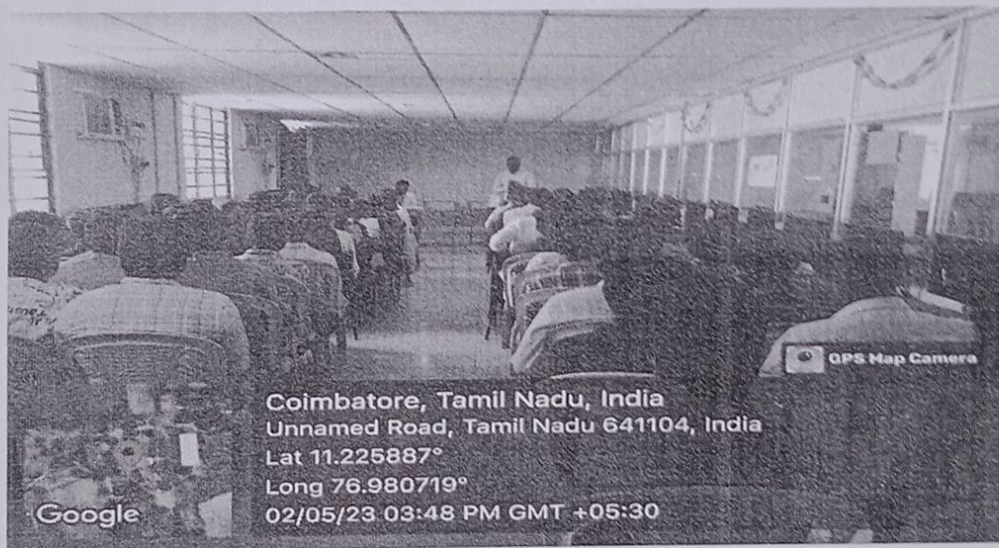 GPS Map Camera
Coimbatore, Tamil Nadu, India
Unnamed Road, Tamil Nadu 641104, India
Lat 11.225887°
Long 76.980719°
02/05/23 03:48 PM GMT +05:30
Google